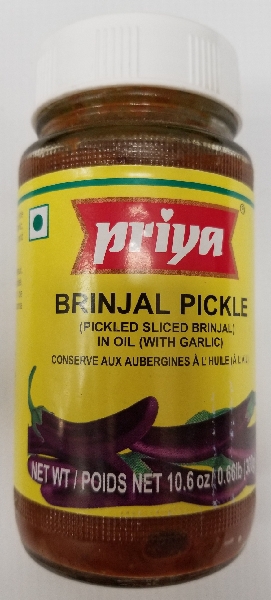 priya
BRINJAL PICKLE
(PICKLED SLICED BRINJAL)
IN OIL (WITH GARLIC)
CONSERVE AUX AUBERGINES À L'HUILE
NET WT / POIDS NET 10.6 oz / 0.66lb